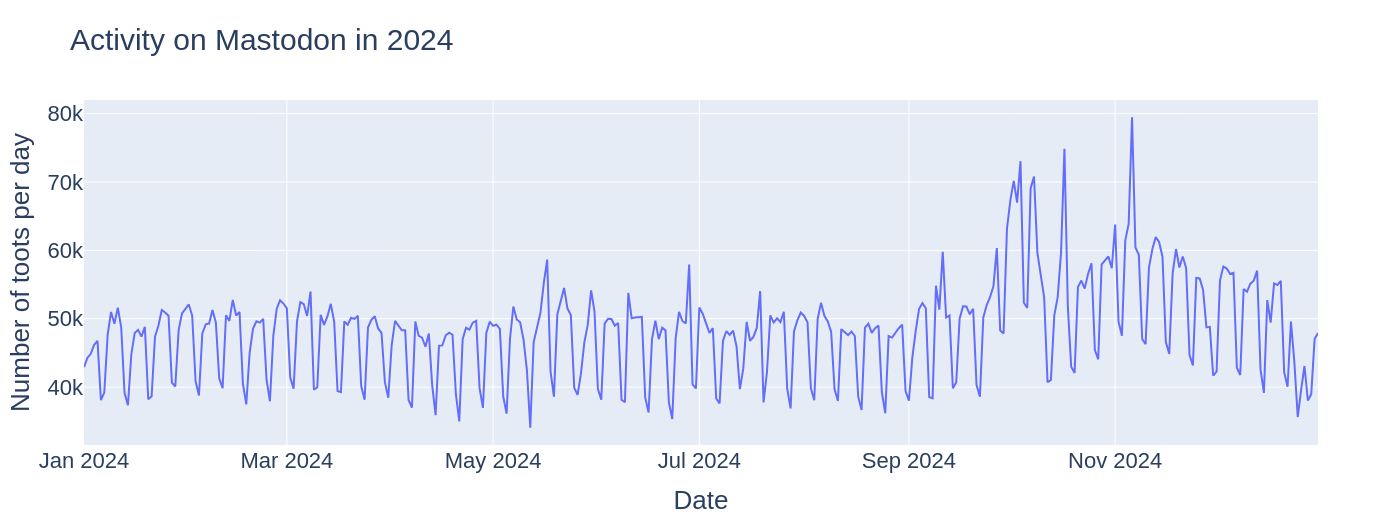 Activity on Mastodon in 2024
Number of toots per day
80k
70k
60k
50k
40k
Jan 2024
Mar 2024
May 2024
Jul 2024
Sep 2024
Nov 2024
Date